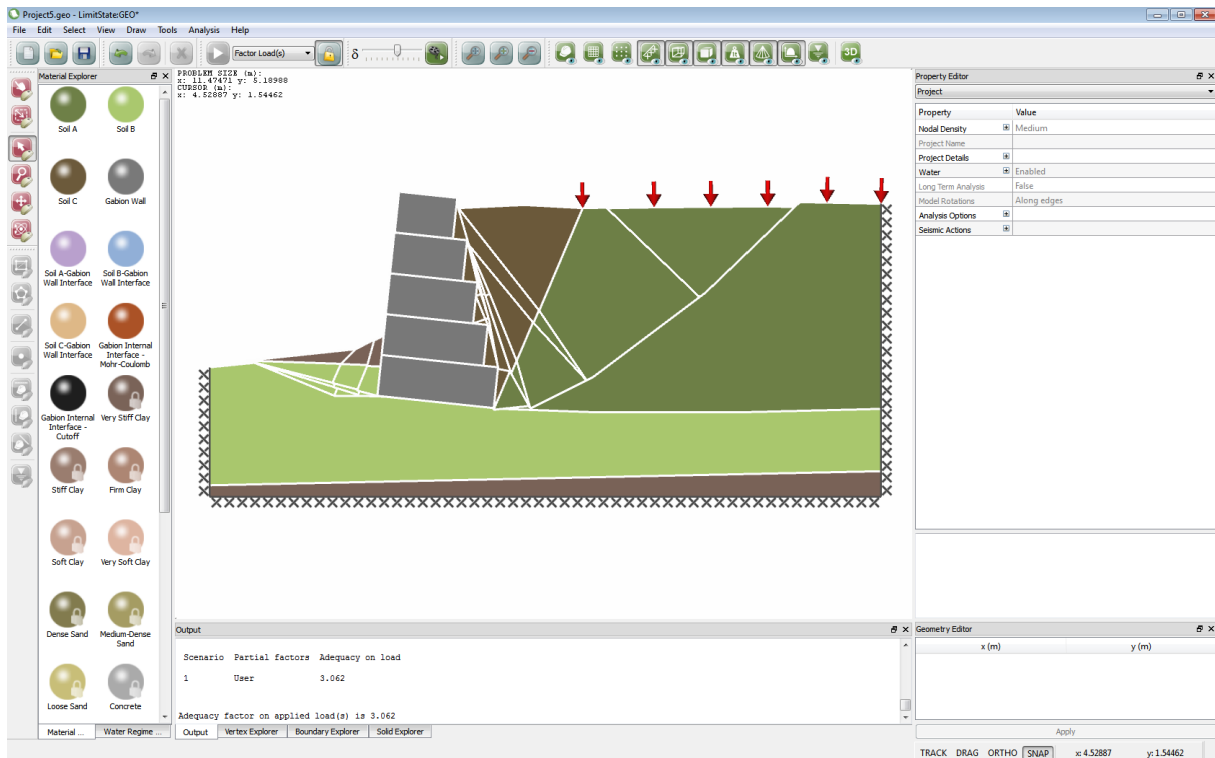 Project5.geo - LimitState:GEO*
File Edit Select View Draw Tools Analysis Help
Factor Load(s)
δ
3D
Material Explorer
Soil A
Soil B
Soil C
Gabion Wall
Soil A-Gabion
Wall Interface
Soil B-Gabion
Wall Interface
Soil C-Gabion
Wall Interface
Gabion Internal
Interface -
Mohr-Coulomb
Gabion Internal
Interface -
Cutoff
Very Stiff Clay
Stiff Clay
Firm Clay
Soft Clay
Very Soft Clay
Dense Sand
Medium-Dense
Sand
Loose Sand
Concrete
Material ...
Water Regime ...
PROBLEM SIZE (m):
x: 11.47471 y: 5.18988
CURSOR (m):
x: 4.52887 y: 1.54462
Output
Scenario Partial factors Adequacy on load
1 User 3.062
Adequacy factor on applied load(s) is 3.062
Output Vertex Explorer Boundary Explorer Solid Explorer
Property Editor
Project
Property Value
Nodal Density Medium
Project Name
Project Details
Water Enabled
Long Term Analysis False
Model Rotations Along edges
Analysis Options
Seismic Actions
Geometry Editor
x (m) y (m)
Apply
TRACK DRAG ORTHO SNAP x: 4.52887 y: 1.54462